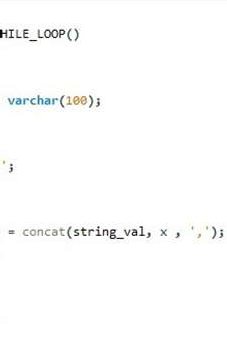 HILE_LOOP()
varchar(100);
';
= concat(string_val, x , ',');